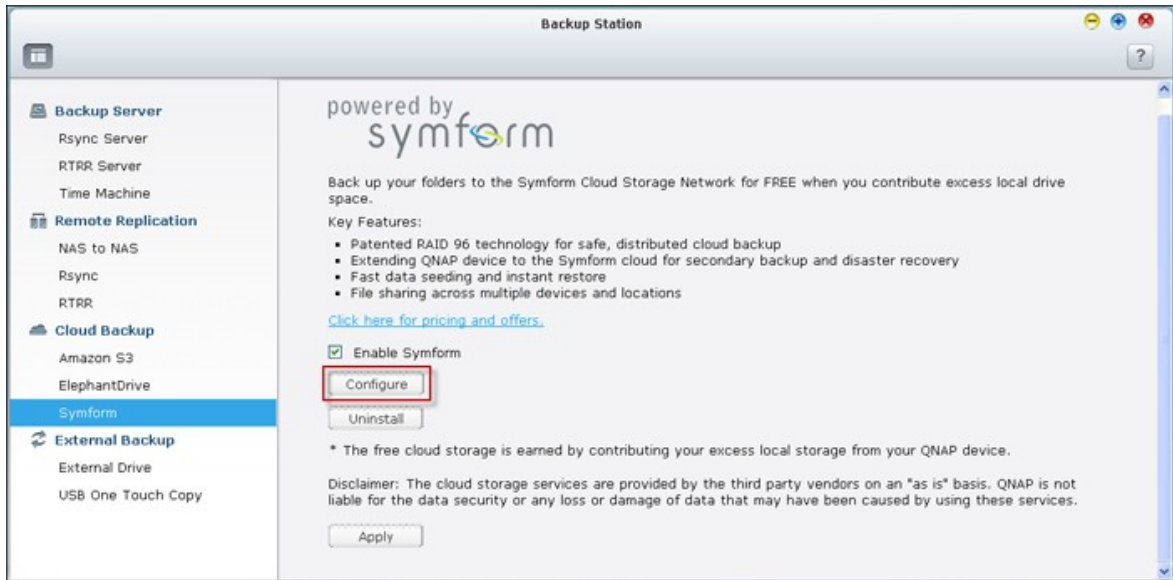 Backup Station
?
Backup Server
Rsync Server
RTRR Server
Time Machine
Remote Replication
NAS to NAS
Rsync
RTRR
Cloud Backup
Amazon S3
ElephantDrive
Symform
External Backup
External Drive
USB One Touch Copy
powered by
symform
Back up your folders to the Symform Cloud Storage Network for FREE when you contribute excess local drive
space.
Key Features:
▪ Patented RAID 96 technology for safe, distributed cloud backup
▪ Extending QNAP device to the Symform cloud for secondary backup and disaster recovery
▪ Fast data seeding and instant restore
▪ File sharing across multiple devices and locations
Click here for pricing and offers.
Enable Symform
Configure
Uninstall
* The free cloud storage is earned by contributing your excess local storage from your QNAP device.
Disclaimer: The cloud storage services are provided by the third party vendors on an "as is" basis. QNAP is not
liable for the data security or any loss or damage of data that may have been caused by using these services.
Apply